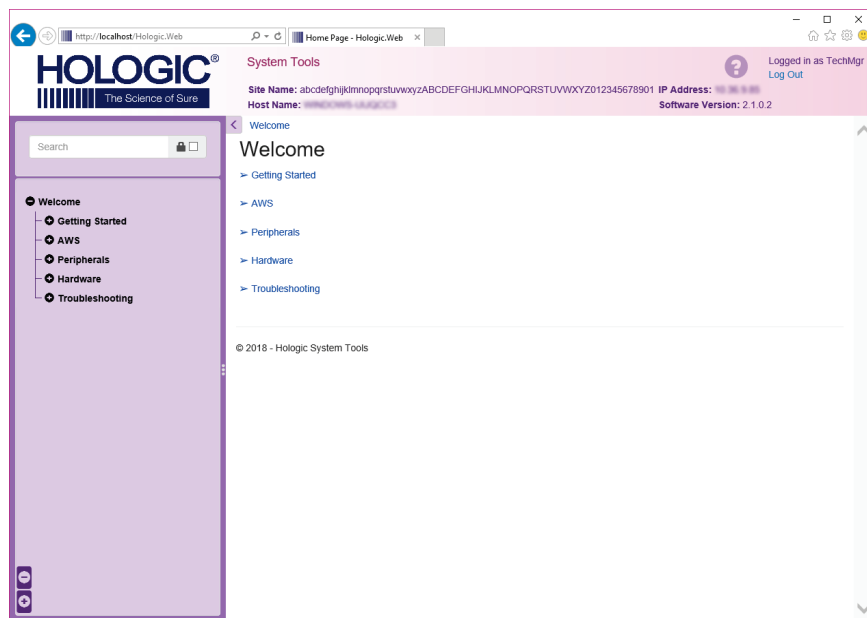 http://localhost/Hologic.Web
Home Page - Hologic.Web
HOLOGIC®
The Science of Sure
System Tools
Logged in as TechMgr
Log Out
Site Name: abcdefghijklmnopqrstuvwxyzABCDEFGHIJKLMNOPQRSTUVWXYZ012345678901 IP Address:
Host Name: Software Version: 2.1.0.2
Search
Welcome
Getting Started
AWS
Peripherals
Hardware
Troubleshooting
Welcome
Welcome
➢ Getting Started
➢ AWS
➢ Peripherals
➢ Hardware
➢ Troubleshooting
© 2018 - Hologic System Tools